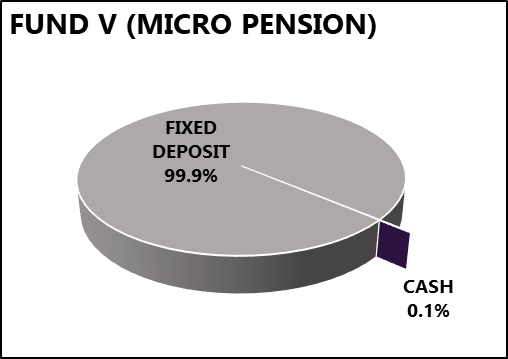 FUND V (MICRO PENSION)
FIXED
DEPOSIT
99.9%
CASH
0.1%